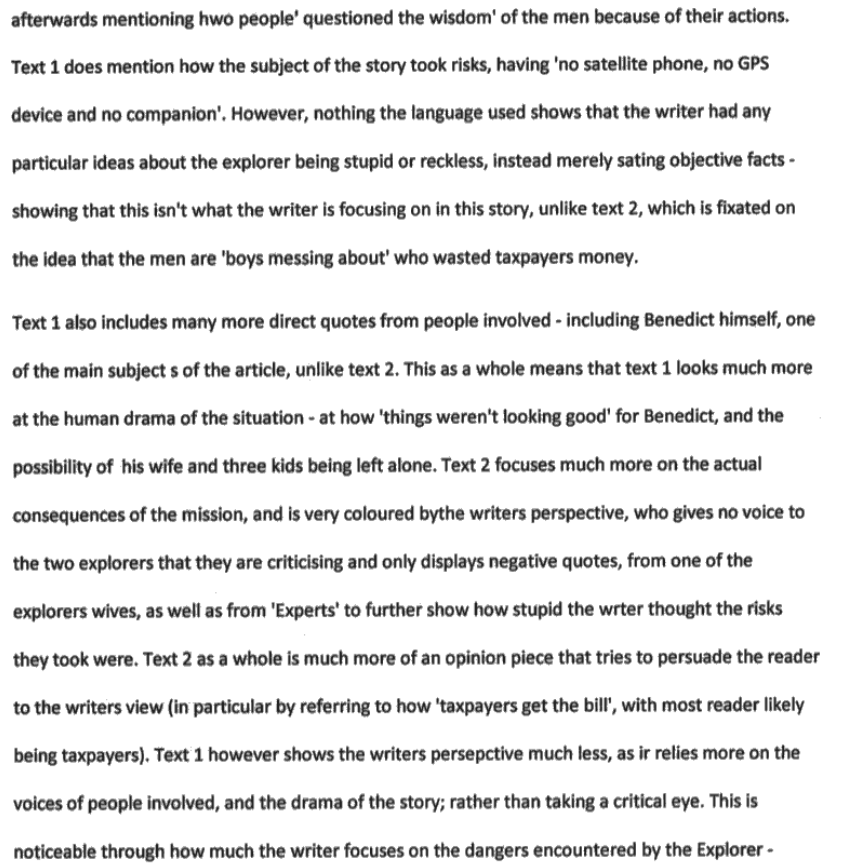 afterwards mentioning hwo people' questioned the wisdom' of the men because of their actions.
Text 1 does mention how the subject of the story took risks, having 'no satellite phone, no GPS
device and no companion'. However, nothing the language used shows that the writer had any
particular ideas about the explorer being stupid or reckless, instead merely sating objective facts -
showing that this isn't what the writer is focusing on in this story, unlike text 2, which is fixated on
the idea that the men are 'boys messing about' who wasted taxpayers money.
Text 1 also includes many more direct quotes from people involved - including Benedict himself, one
of the main subject s of the article, unlike text 2. This as a whole means that text 1 looks much more
at the human drama of the situation - at how 'things weren't looking good' for Benedict, and the
possibility of his wife and three kids being left alone. Text 2 focuses much more on the actual
consequences of the mission, and is very coloured bythe writers perspective, who gives no voice to
the two explorers that they are criticising and only displays negative quotes, from one of the
explorers wives, as well as from 'Experts' to further show how stupid the wrter thought the risks
they took were. Text 2 as a whole is much more of an opinion piece that tries to persuade the reader
to the writers view (in particular by referring to how 'taxpayers get the bill', with most reader likely
being taxpayers). Text 1 however shows the writers persepctive much less, as ir relies more on the
voices of people involved, and the drama of the story; rather than taking a critical eye. This is
noticeable through how much the writer focuses on the dangers encountered by the Explorer -